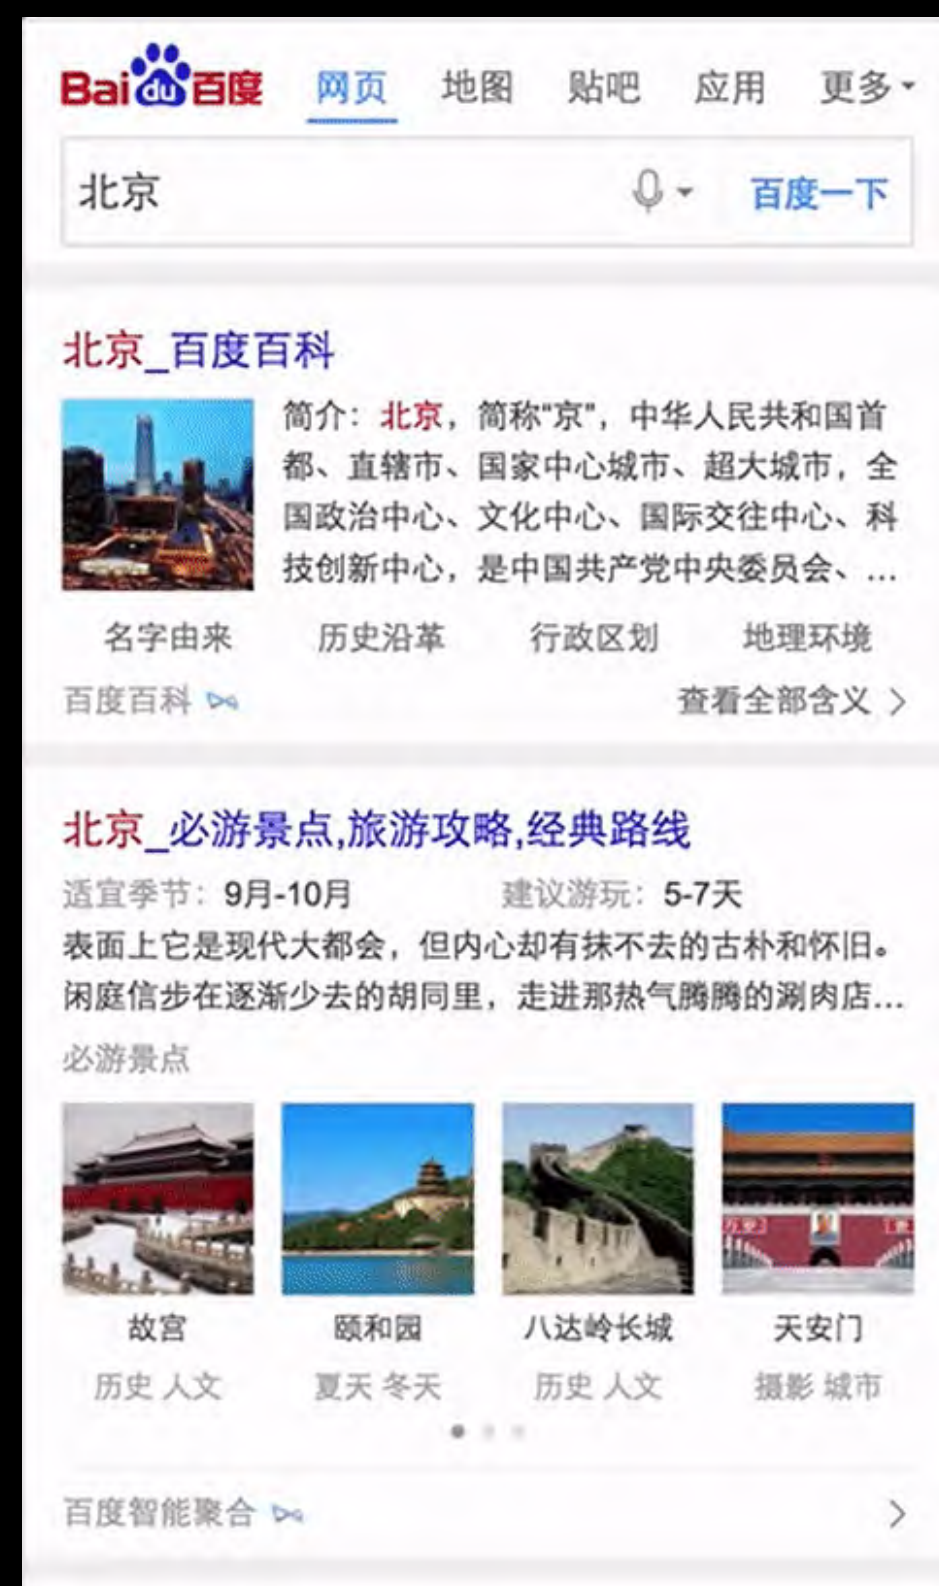 Bai du 百度 网页 地图 贴吧 应用 更多
北京 百度一下
北京_百度百科
简介：北京，简称“京”，中华人民共和国首
都、直辖市、国家中心城市、超大城市，全
国政治中心、文化中心、国际交往中心、科
技创新中心，是中国共产党中央委员会、...
名字由来 历史沿革 行政区划 地理环境
百度百科 查看全部含义
北京_必游景点,旅游攻略,经典路线
适宜季节：9月-10月 建议游玩：5-7天
表面上它是现代大都会，但内心却有抹不去的古朴和怀旧。
闲庭信步在逐渐少去的胡同里，走进那热气腾腾的涮肉店...
必游景点
故宫 颐和园 八达岭长城 天安门
历史 人文 夏天 冬天 历史 人文 摄影 城市
百度智能聚合